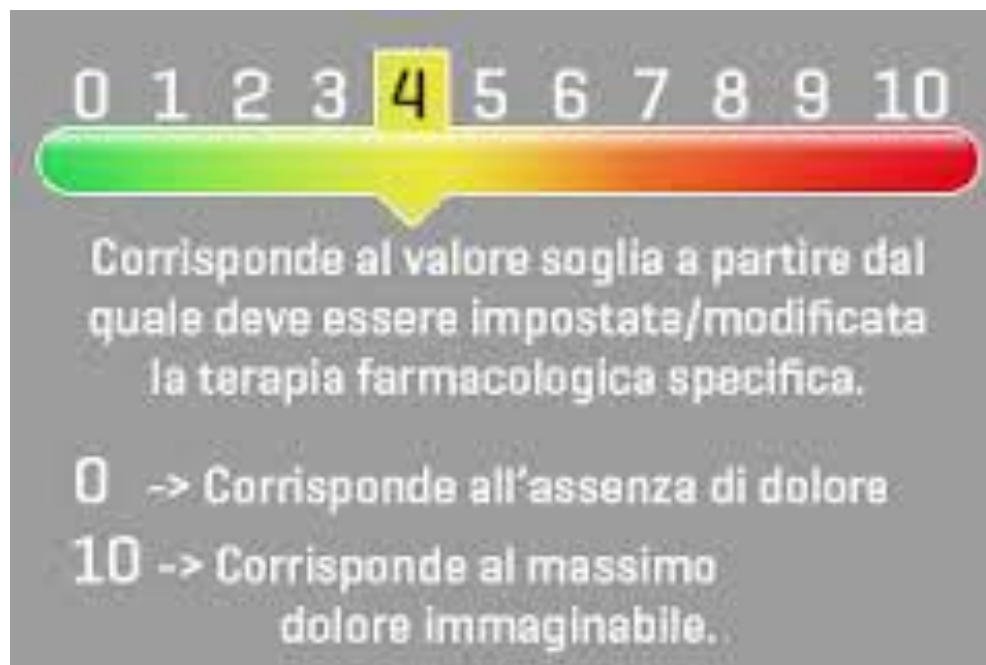 0 1 2 3 4 5 6 7 8 9 10
Corrisponde al valore soglia a partire dal
quale deve essere impostata/modificata
la terapia farmacologica specifica.
0 -> Corrisponde all'assenza di dolore
10 -> Corrisponde al massimo
dolore immaginabile.